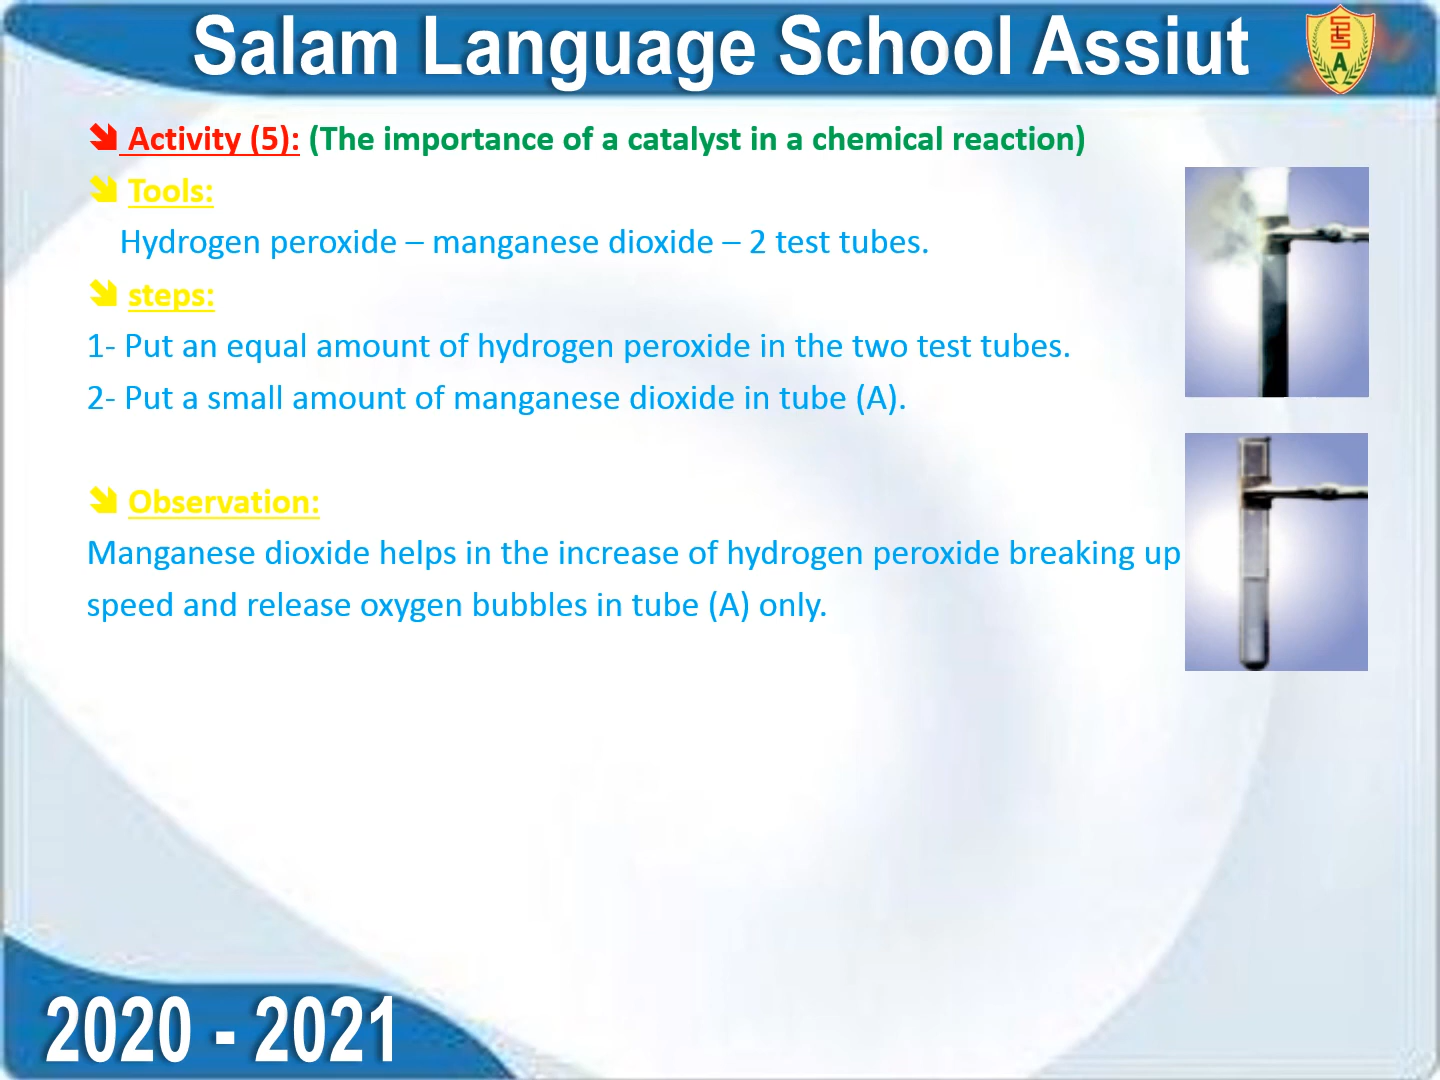 Salam Language School Assiut
Activity (5): (The importance of a catalyst in a chemical reaction)
Tools:
Hydrogen peroxide – manganese dioxide – 2 test tubes.
steps:
1- Put an equal amount of hydrogen peroxide in the two test tubes.
2- Put a small amount of manganese dioxide in tube (A).
Observation:
Manganese dioxide helps in the increase of hydrogen peroxide breaking up
speed and release oxygen bubbles in tube (A) only.
2020 - 2021